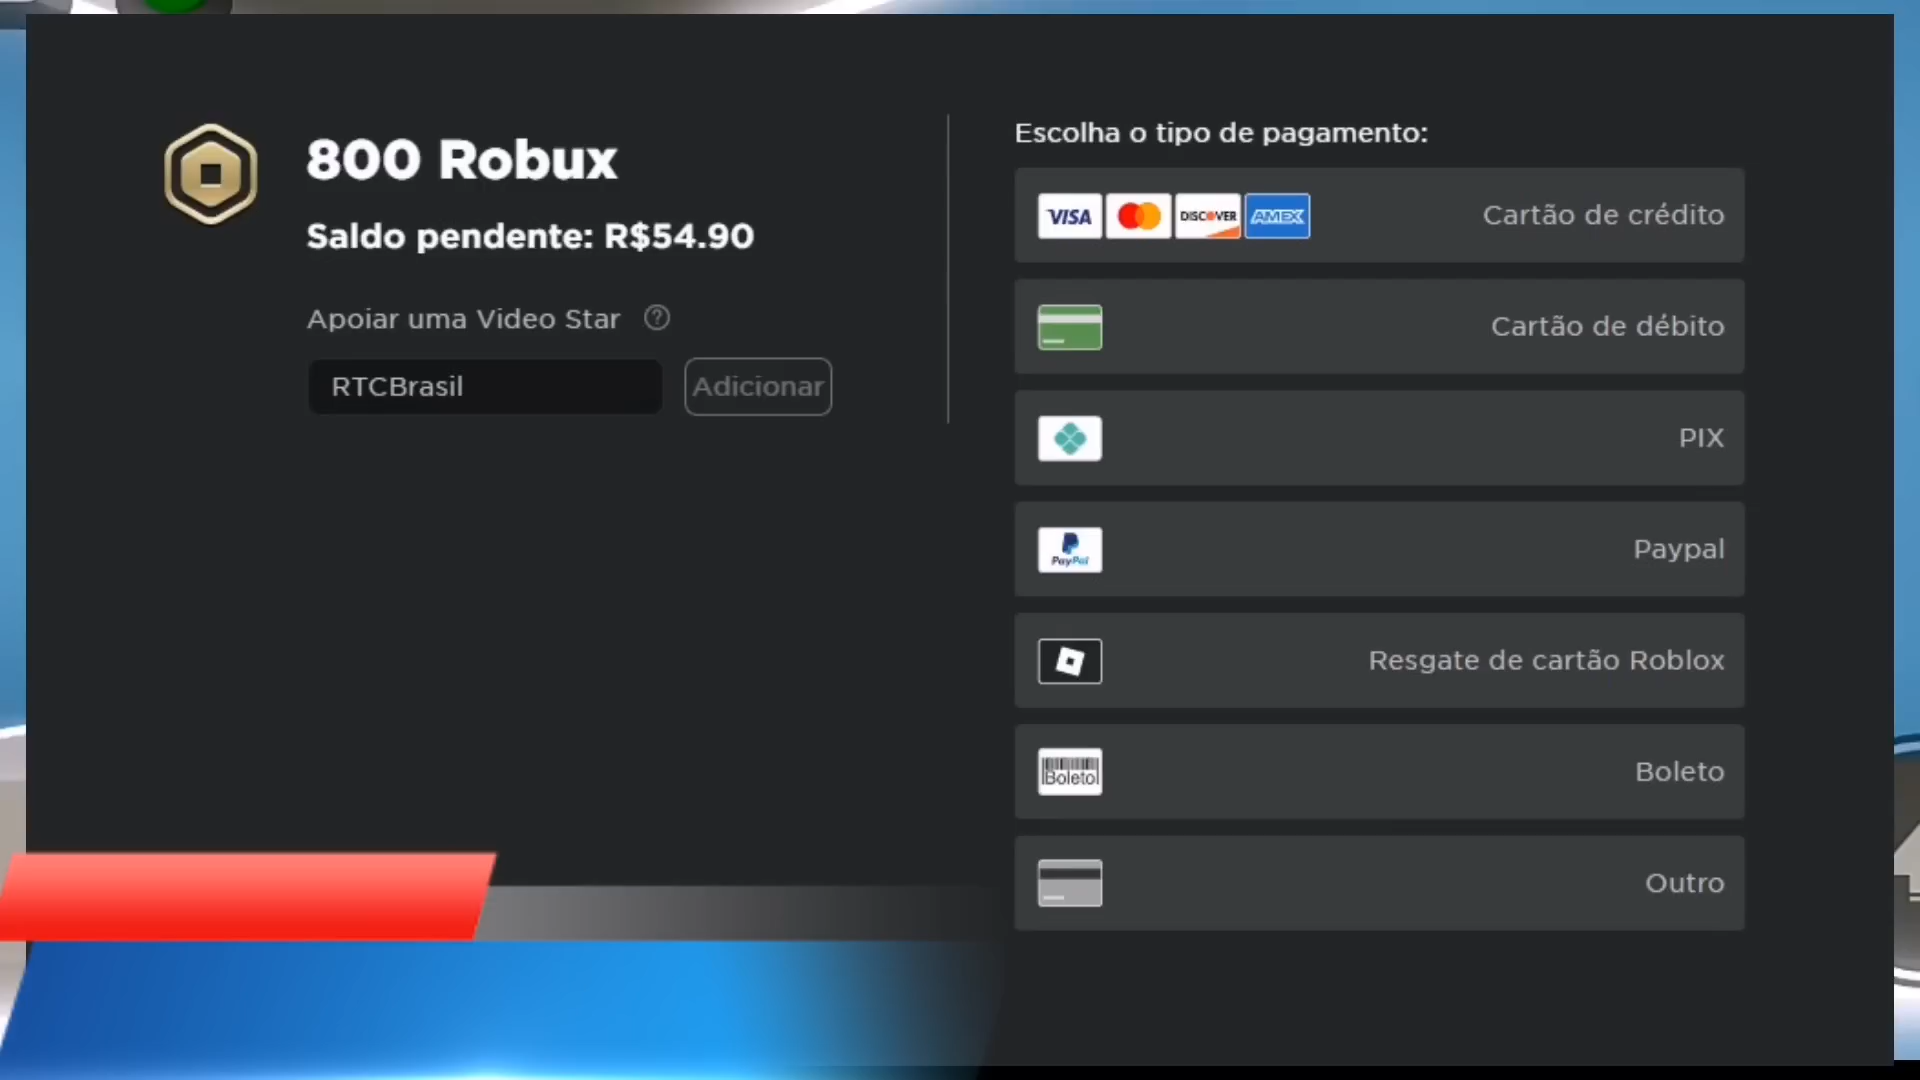 800 Robux
Saldo pendente: R$54.90
Apoiar uma Video Star ?
RTCBrasil
Adicionar
Escolha o tipo de pagamento:
VISA DISCOVER AMEX Cartão de crédito
Cartão de débito
PIX
PayPal Paypal
Resgate de cartão Roblox
Boleto Boleto
Outro